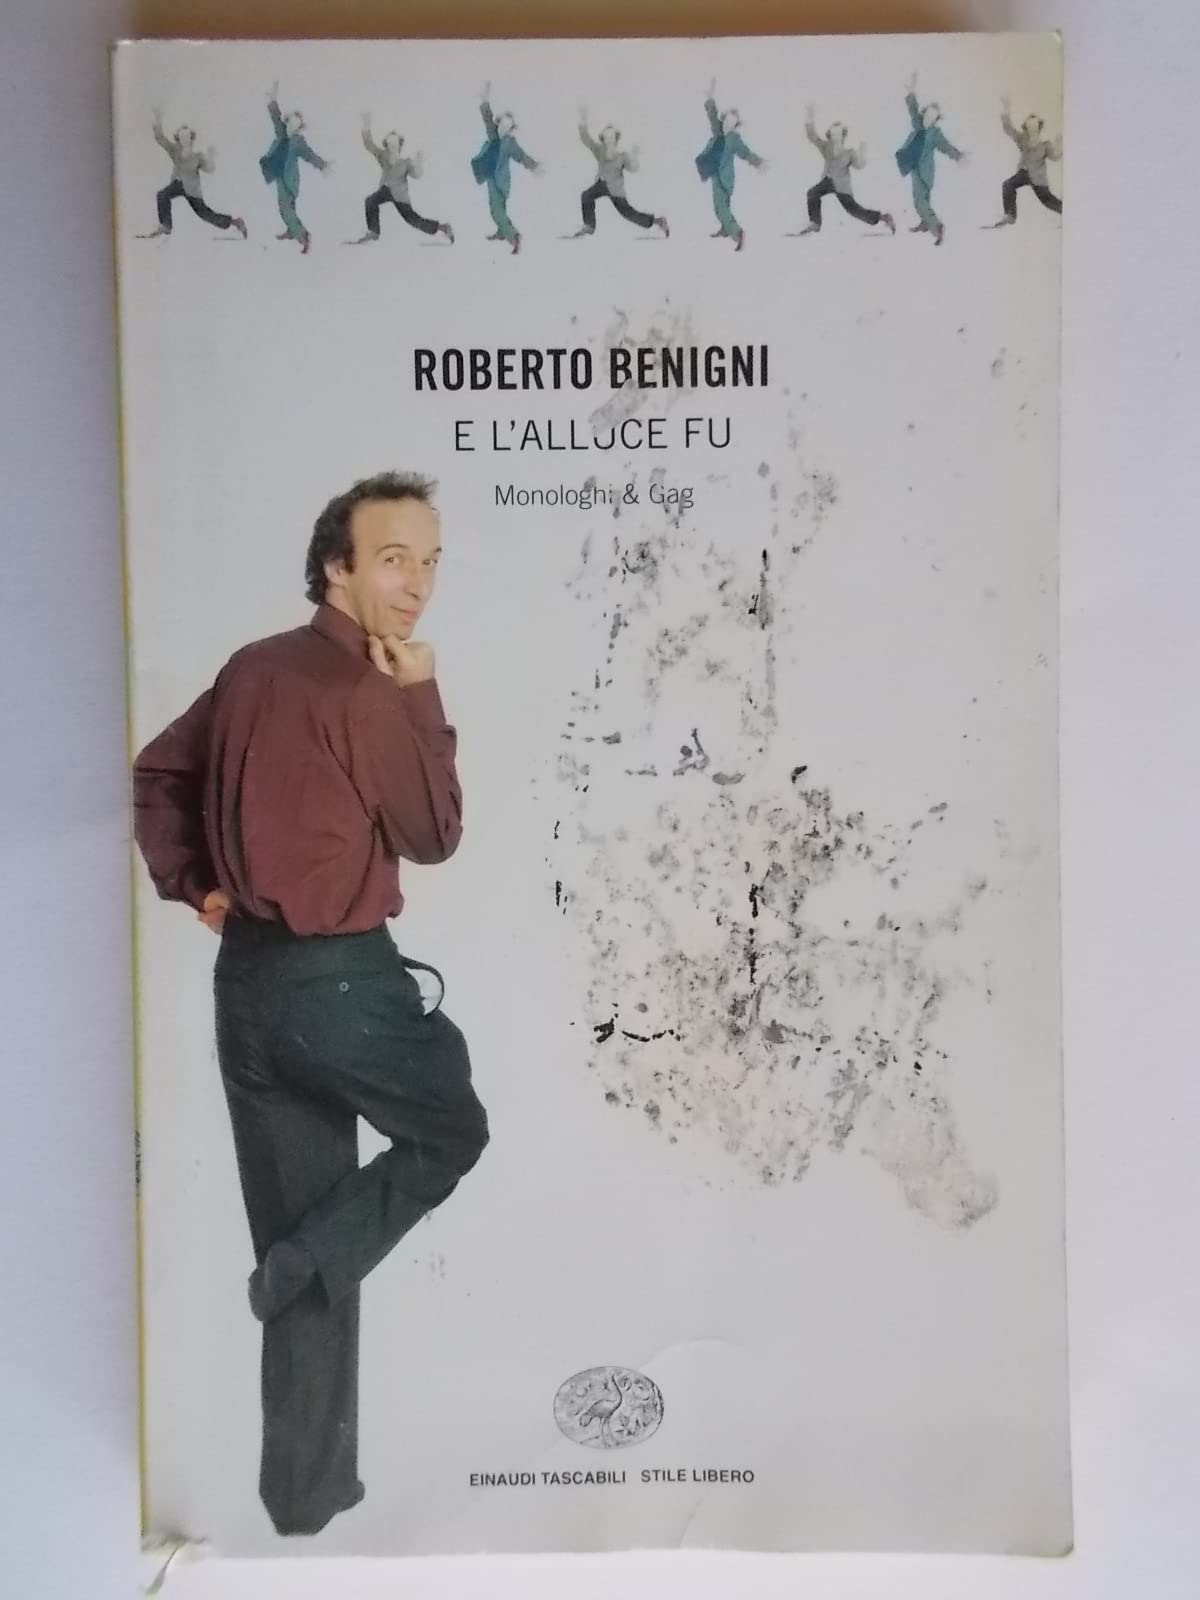 ROBERTO BENIGNI
E L'ALLUCE FU
Monologhi & Gag
EINAUDI TASCABILI STILE LIBERO